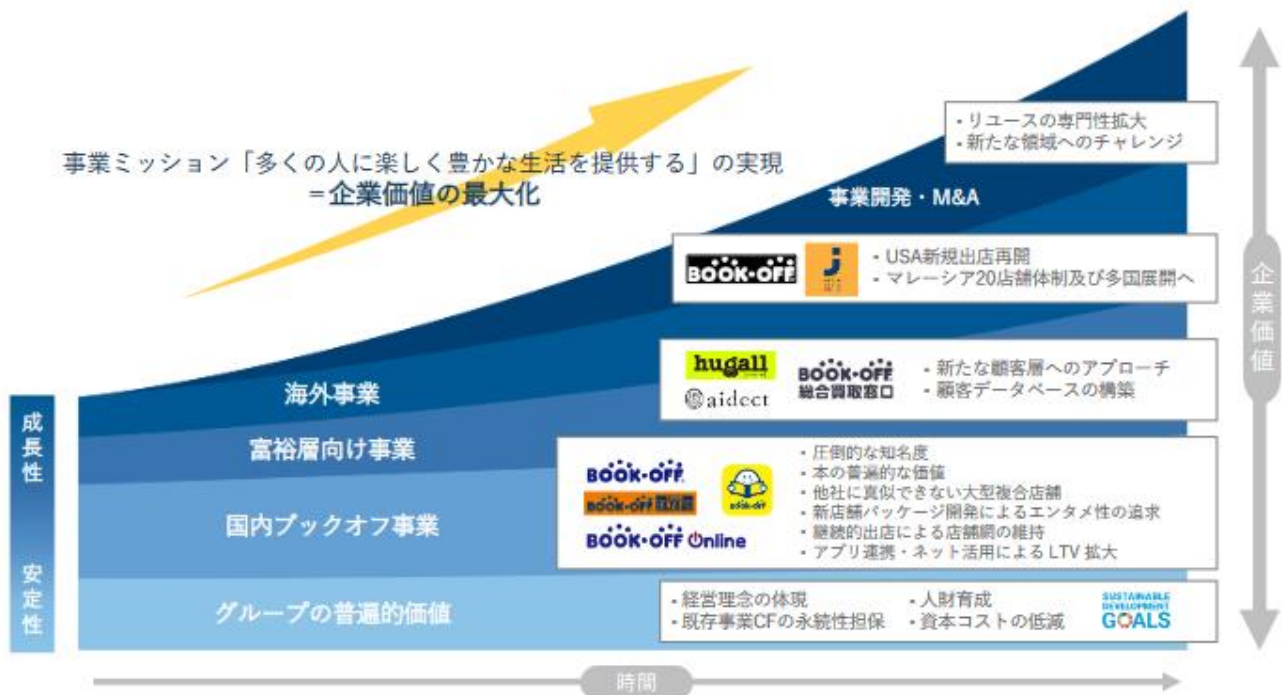 ・リユースの専門性拡大
・新たな領域へのチャレンジ
事業ミッション「多くの人に楽しく豊かな生活を提供する」の実現
＝企業価値の最大化
事業開発・M&A
BOOK・OFF
J
・USA新規出店再開
・マレーシア20店舗体制及び多国展開へ
企業価値
hugall
aidect
BOOK・OFF
総合買取窓口
・新たな顧客層へのアプローチ
・顧客データベースの構築
海外事業
富裕層向け事業
成長性
安定性
国内ブックオフ事業
BOOK・OFF
BOOK・OFF
BOOK・OFF Online
BOOK・OFF
・圧倒的な知名度
・本の普遍的な価値
・他社に真似できない大型複合店舗
・新店舗パッケージ開発によるエンタメ性の追求
・継続的出店による店舗網の維持
・アプリ連携・ネット活用による LTV 拡大
グループの普遍的価値
・経営理念の体現
・既存事業CFの永続性担保
・人財育成
・資本コストの低減
SUSTAINABLE
DEVELOPMENT
GOALS
時間